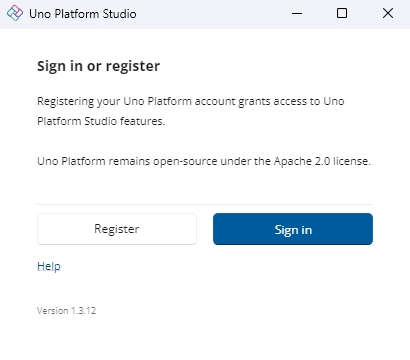 Uno Platform Studio
Sign in or register
Registering your Uno Platform account grants access to Uno
Platform Studio features.
Uno Platform remains open-source under the Apache 2.0 license.
Register
Sign in
Help
Version 1.3.12